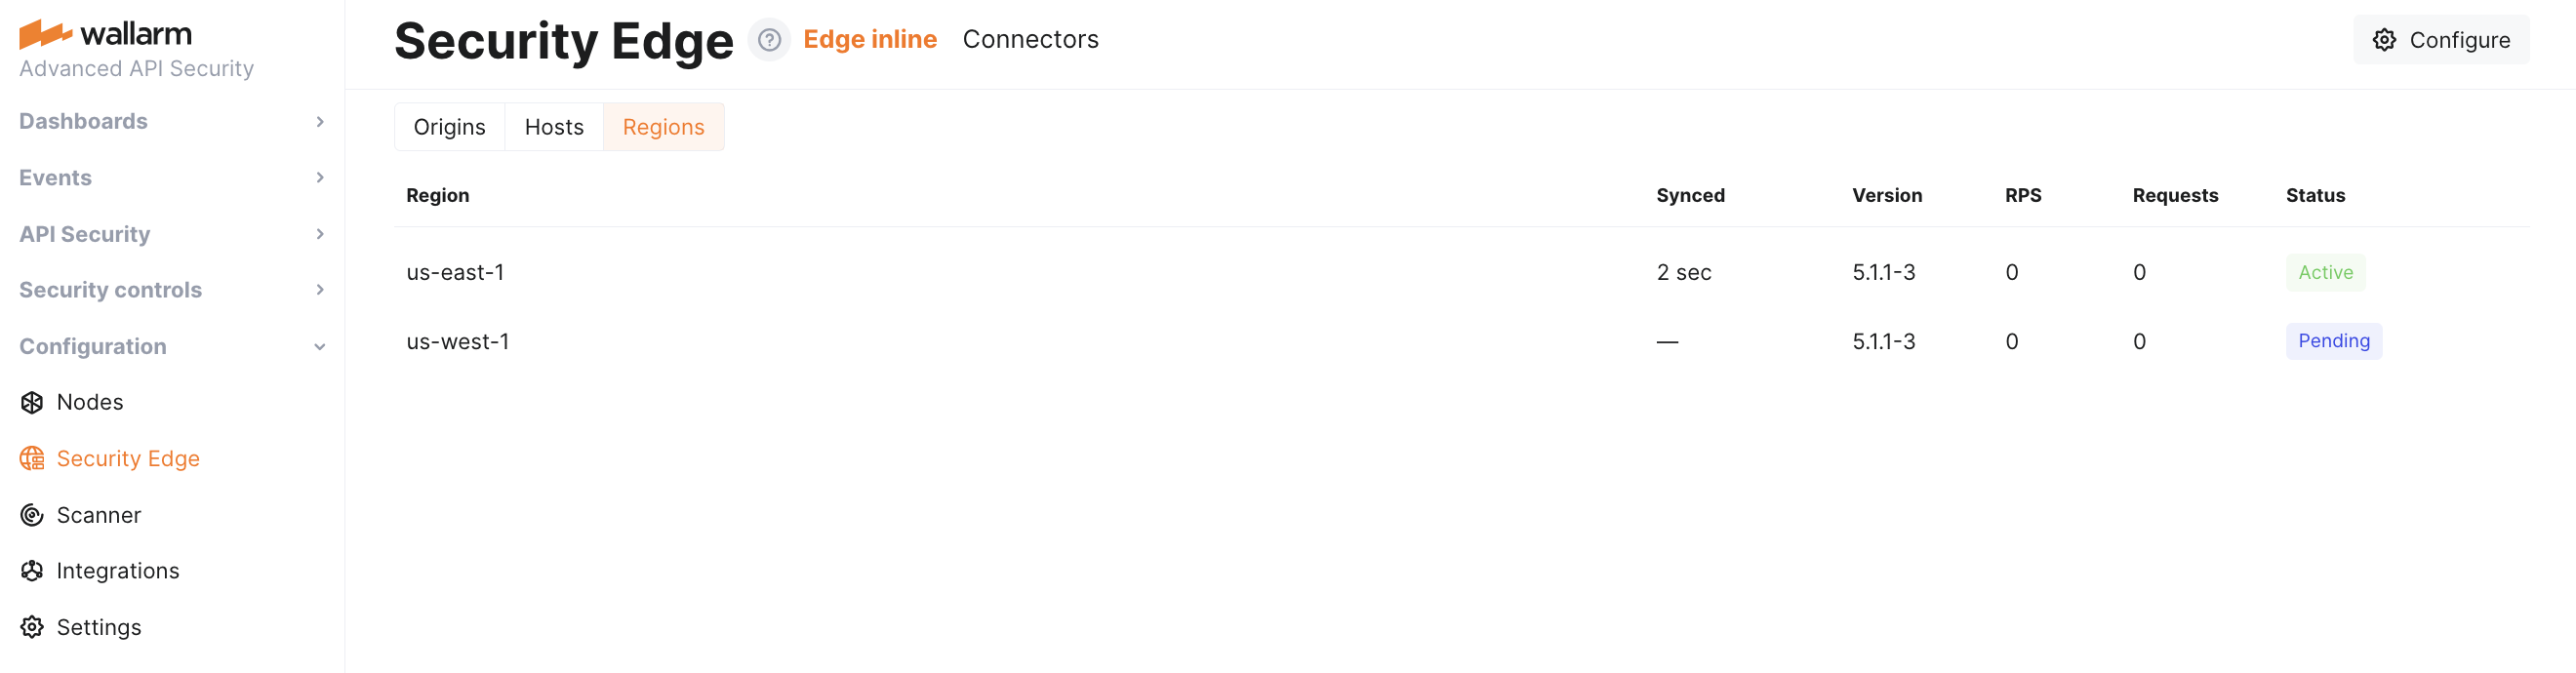 wallarm
Advanced API Security
Dashboards
Events
API Security
Security controls
Configuration
Nodes
Security Edge
Scanner
Integrations
Settings
Security Edge ? Edge inline Connectors Configure
Origins Hosts Regions
Region Synced Version RPS Requests Status
us-east-1 2 sec 5.1.1-3 0 0 Active
us-west-1 — 5.1.1-3 0 0 Pending